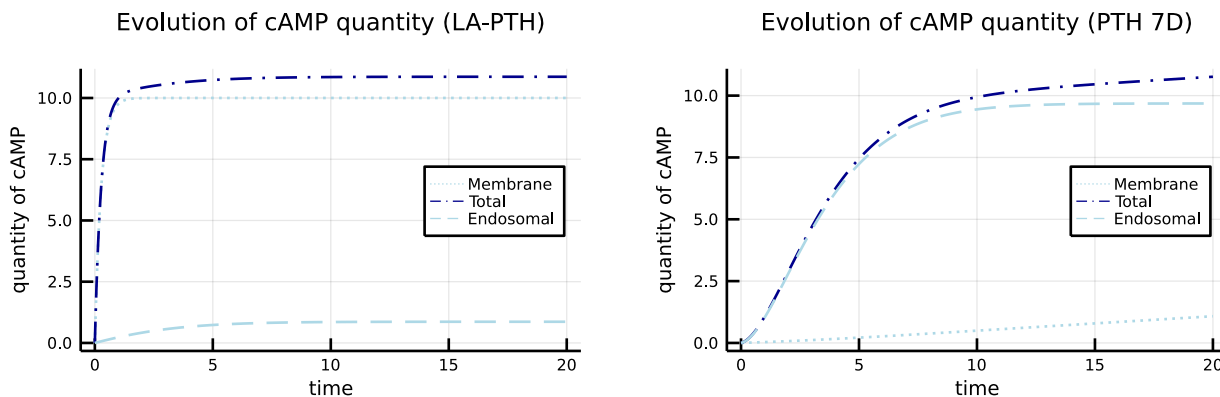 Evolution of cAMP quantity (LA-PTH)
quantity of cAMP
10.0
7.5
5.0
2.5
0.0
Membrane
Total
Endosomal
0
5
10
15
20
time
Evolution of cAMP quantity (PTH 7D)
quantity of cAMP
10.0
7.5
5.0
2.5
0.0
Membrane
Total
Endosomal
0
5
10
15
20
time